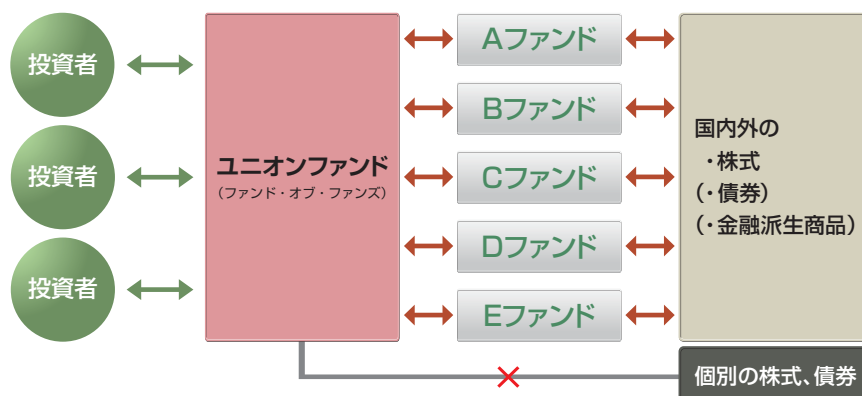 投資者
投資者
投資者
ユニオンファンド
（ファンド・オブ・ファンズ）
Aファンド
Bファンド
Cファンド
Dファンド
Eファンド
国内外の
・株式
（・債券）
（・金融派生商品）
個別の株式、債券